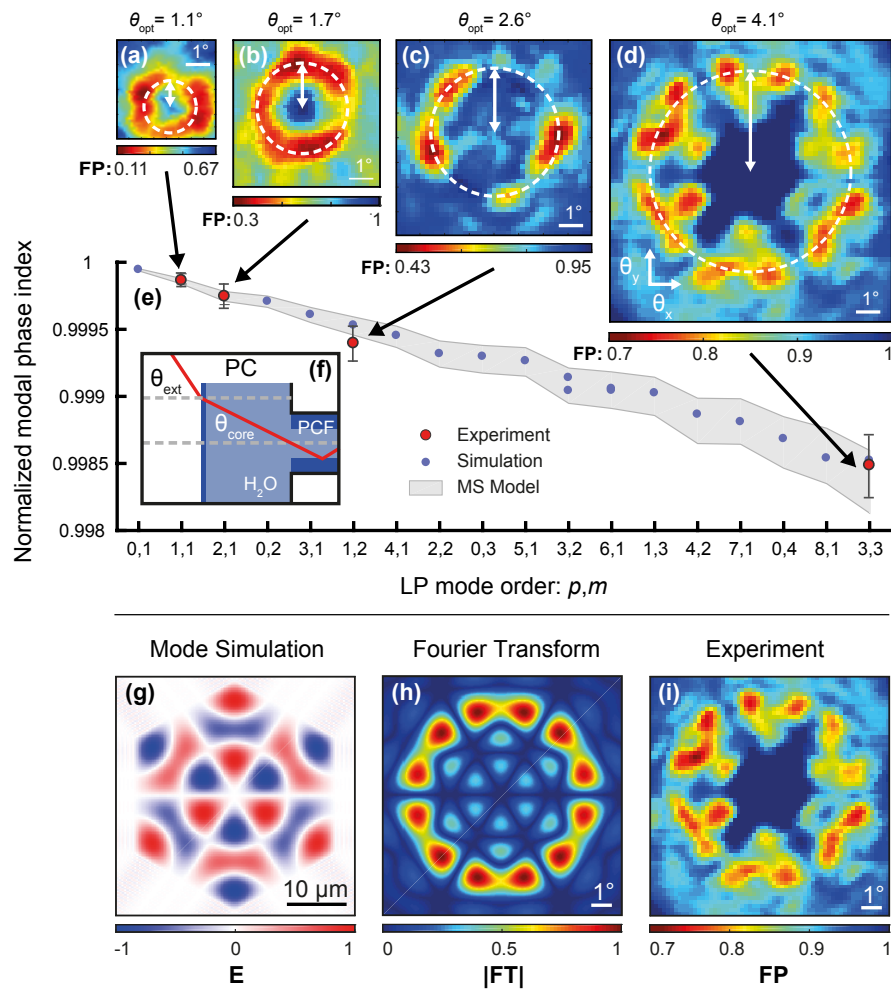 θopt= 1.1° θopt= 1.7° θopt= 2.6° θopt= 4.1°
(a) 1° (b) 1° (c) 1° (d) θy θx 1°
FP: 0.11 0.67
FP: 0.3 1
FP: 0.43 0.95
FP: 0.7 0.8 0.9 1
Normalized modal phase index
1
0.9995
0.999
0.9985
0.998
(e)
(f)
PC
θext
θcore
PCF
H2O
Experiment
Simulation
MS Model
0,1 1,1 2,1 0,2 3,1 1,2 4,1 2,2 0,3 5,1 3,2 6,1 1,3 4,2 7,1 0,4 8,1 3,3
LP mode order: p,m
Mode Simulation Fourier Transform Experiment
(g) (h) (i)
10 µm 1° 1°
-1 0 1 0 0.5 1 0.7 0.8 0.9 1
E |FT| FP